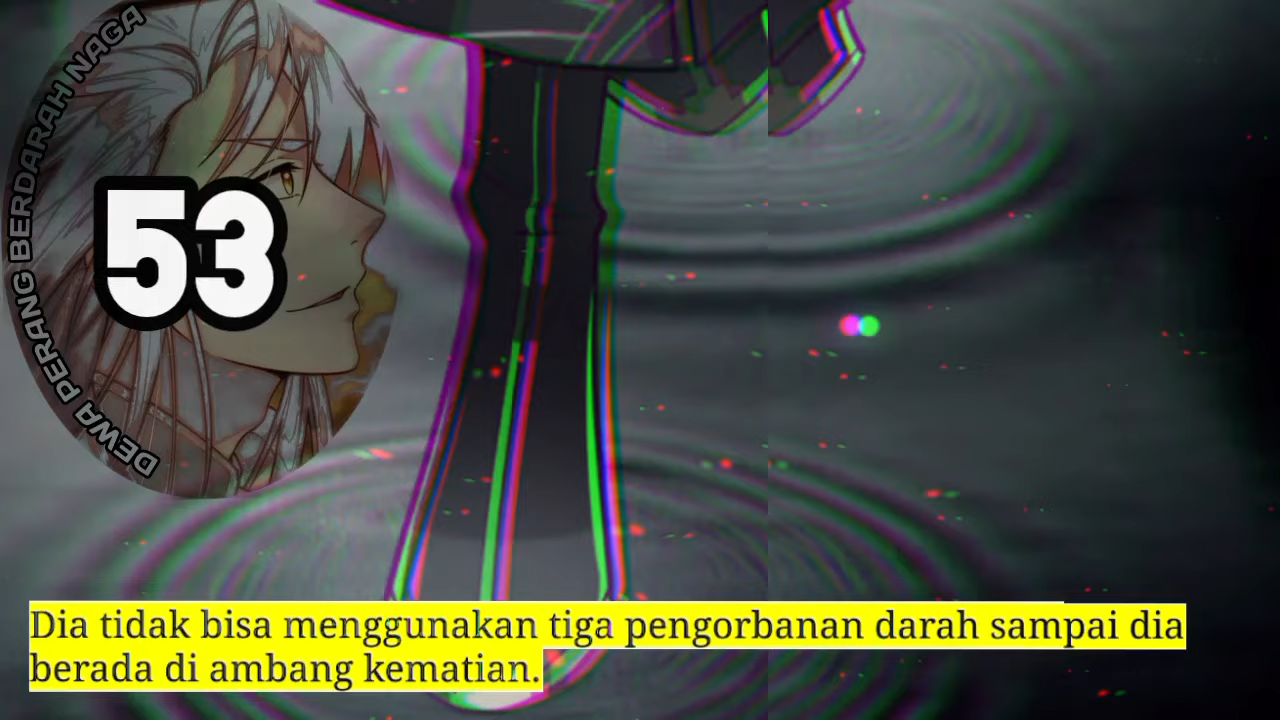 DEWA PERANG BERDARAH NAGA
53
Dia tidak bisa menggunakan tiga pengorbanan darah sampai dia
berada di ambang kematian.